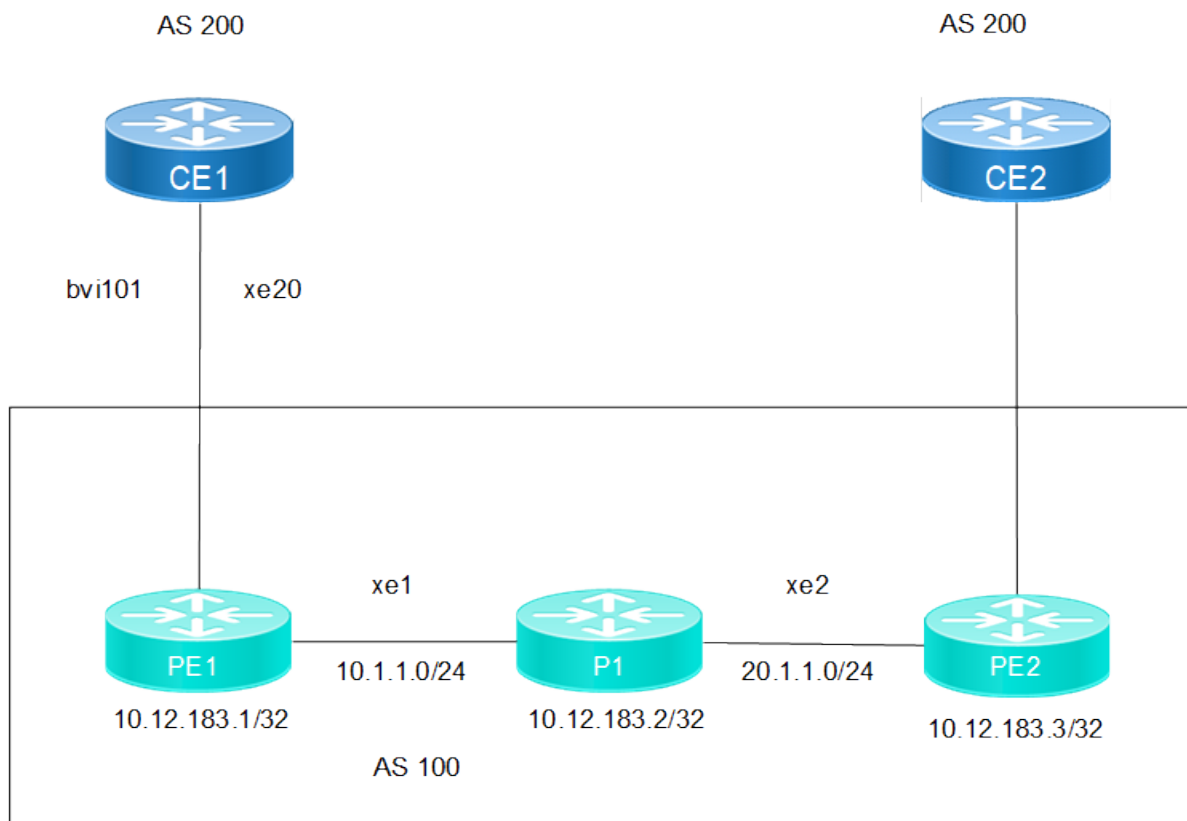 AS 200
AS 200
CE1
CE2
bvi101
xe20
xe1
xe2
PE1
10.1.1.0/24
P1
20.1.1.0/24
PE2
10.12.183.1/32
10.12.183.2/32
10.12.183.3/32
AS 100